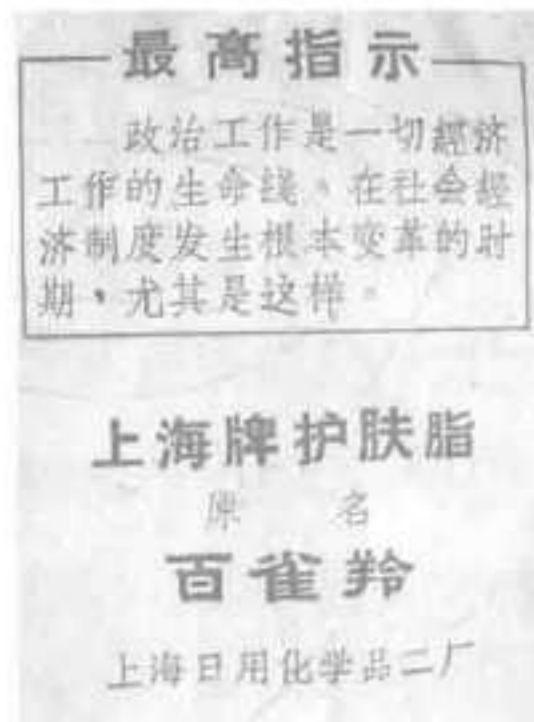 最高指示
政治工作是一切經济
工作的生命线。在社会經
济制度发生根本变革的时
期，尤其是这样。
上海牌护肤脂
原名
百雀羚
上海日用化学品二厂